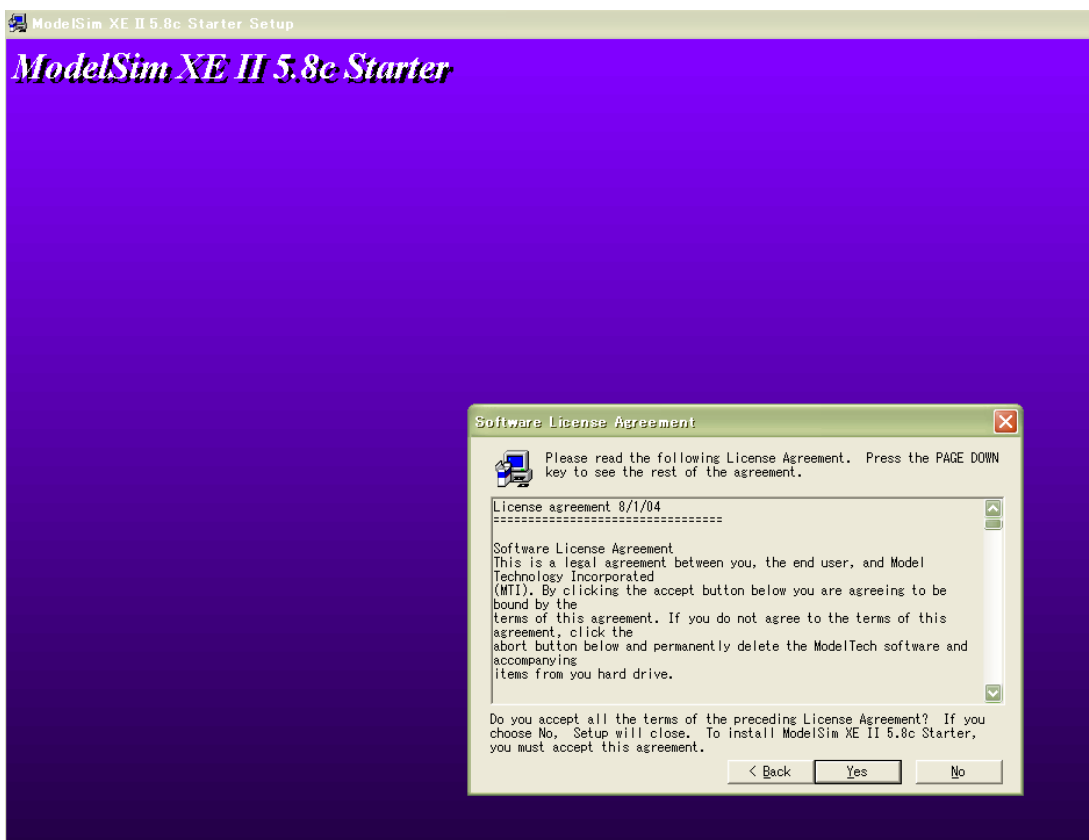 ModelSim XE II 5.8c Starter Setup
ModelSim XE II 5.8c Starter
Software License Agreement
Please read the following License Agreement. Press the PAGE DOWN
key to see the rest of the agreement.
License agreement 8/1/04
=================================
Software License Agreement
This is a legal agreement between you, the end user, and Model
Technology Incorporated
(MTI). By clicking the accept button below you are agreeing to be
bound by the
terms of this agreement. If you do not agree to the terms of this
agreement, click the
abort button below and permanently delete the ModelTech software and
accompanying
items from you hard drive.
Do you accept all the terms of the preceding License Agreement? If you
choose No, Setup will close. To install ModelSim XE II 5.8c Starter,
you must accept this agreement.
< Back Yes No